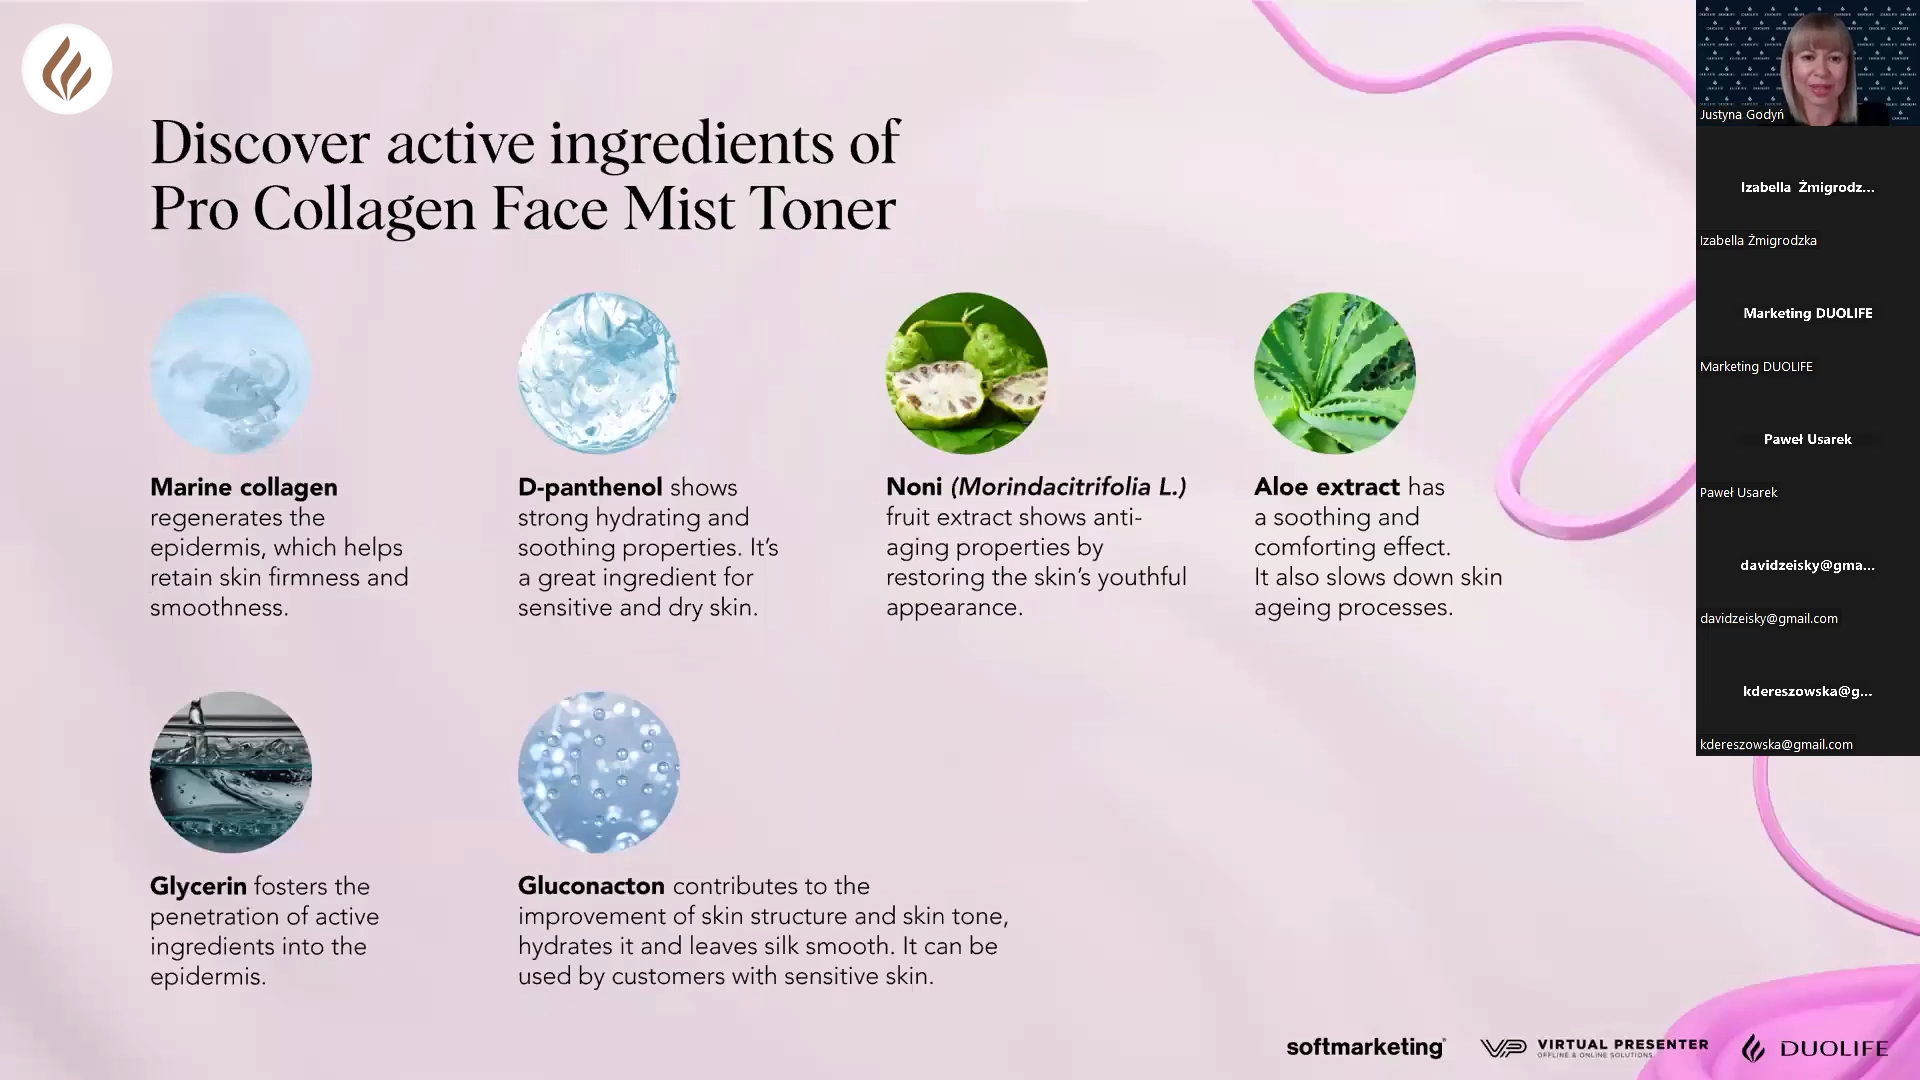 Discover active ingredients of
Pro Collagen Face Mist Toner
Marine collagen
regenerates the
epidermis, which helps
retain skin firmness and
smoothness.
D-panthenol shows
strong hydrating and
soothing properties. It's
a great ingredient for
sensitive and dry skin.
Noni (Morindacitrifolia L.)
fruit extract shows anti-
aging properties by
restoring the skin's youthful
appearance.
Aloe extract has
a soothing and
comforting effect.
It also slows down skin
ageing processes.
Glycerin fosters the
penetration of active
ingredients into the
epidermis.
Gluconacton contributes to the
improvement of skin structure and skin tone,
hydrates it and leaves silk smooth. It can be
used by customers with sensitive skin.
softmarketing
VP VIRTUAL PRESENTER
OFFLINE & ONLINE SOLUTIONS
DUOLIFE
Justyna Godyń
Izabella Żmigrodz...
Izabella Żmigrodzka
Marketing DUOLIFE
Marketing DUOLIFE
Paweł Usarek
Paweł Usarek
davidzeisky@gma...
davidzeisky@gmail.com
kdereszowska@g...
kdereszowska@gmail.com